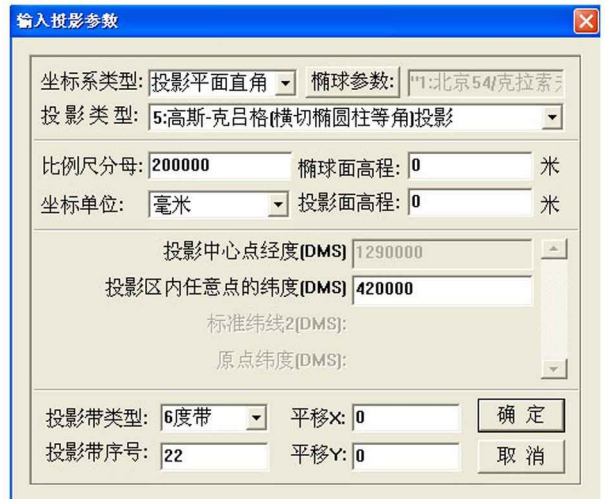 输入投影参数
坐标系类型: 投影平面直角 椭球参数: "1:北京54/克拉索夫
投影类型: 5:高斯-克吕格(横切椭圆柱等角)投影
比例尺分母: 200000 椭球面高程: 0 米
坐标单位: 毫米 投影面高程: 0 米
投影中心点经度(DMS) 1290000
投影区内任意点的纬度(DMS) 420000
标准纬线2(DMS):
原点纬度(DMS):
投影带类型: 6度带 平移X: 0 确定
投影带序号: 22 平移Y: 0 取消